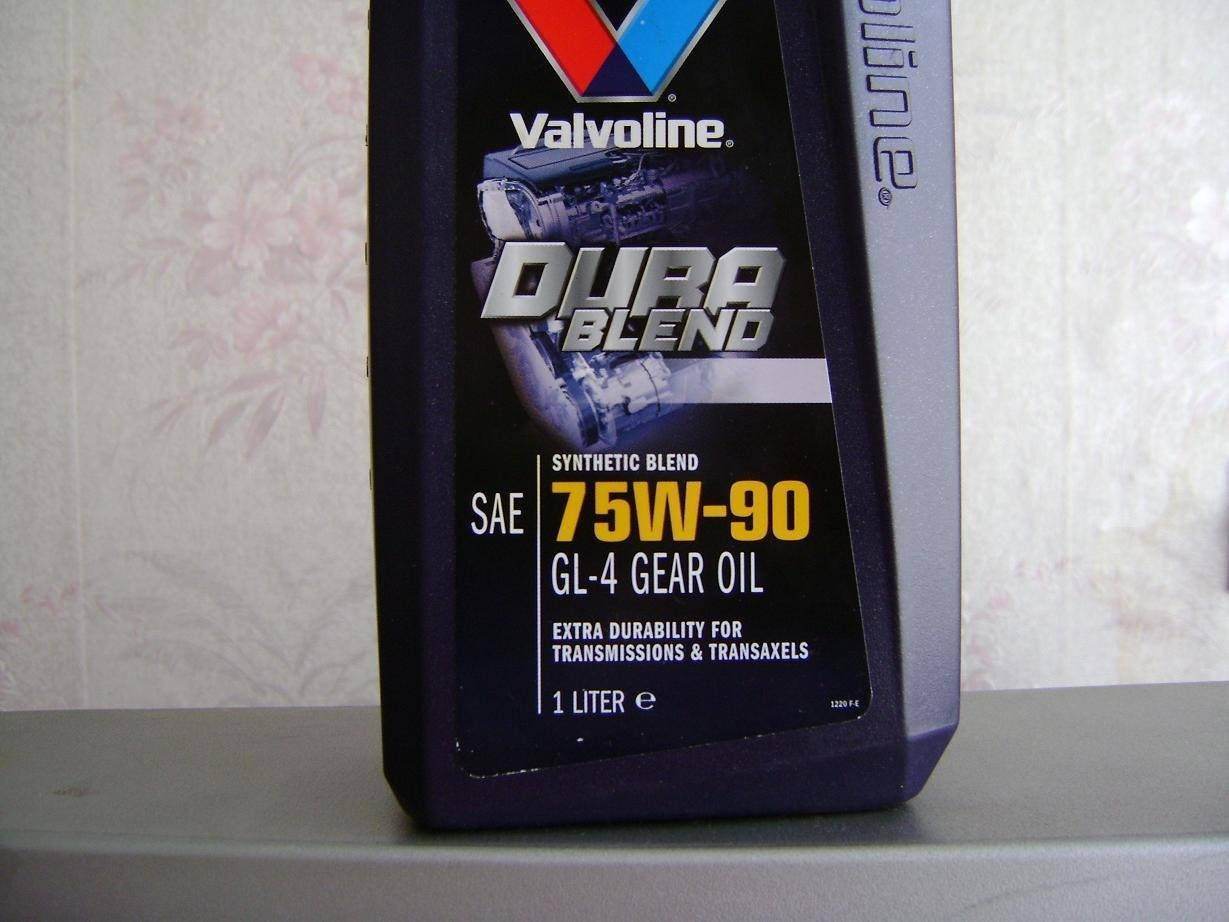 Valvoline®
DURA
BLEND
SYNTHETIC BLEND
SAE 75W-90
GL-4 GEAR OIL
EXTRA DURABILITY FOR
TRANSMISSIONS & TRANSAXELS
1 LITER ℮
1220 F-E
oline®